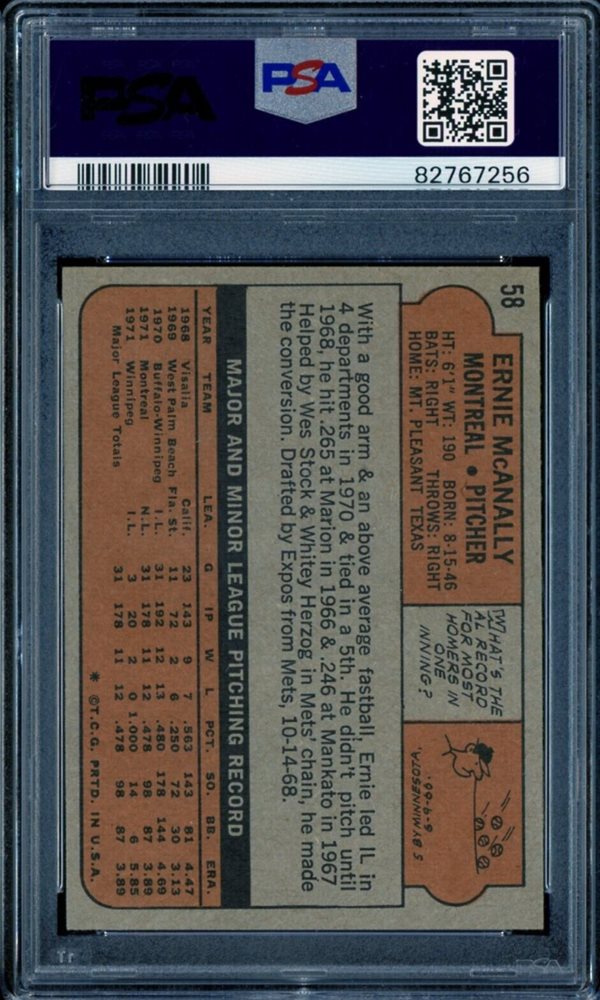 PSA
PSA
82767256
58
ERNIE McANALLY
MONTREAL • PITCHER
HT: 6'1" WT: 190 BORN: 8-15-46
BATS: RIGHT THROWS: RIGHT
HOME: MT. PLEASANT TEXAS
WHAT'S THE
AL RECORD
FOR MOST
HOMERS IN
ONE
INNING?
5 BY MINNESOTA,
6-9-66.
With a good arm & an above average fastball, Ernie led IL in
4 departments in 1970 & tied in a 5th. He didn't pitch until
1968, he hit .265 at Marion in 1966 & .246 at Mankato in 1967
Helped by Wes Stock & Whitey Herzog in Mets' chain, he made
the conversion. Drafted by Expos from Mets, 10-14-68.
MAJOR AND MINOR LEAGUE PITCHING RECORD
YEAR TEAM LEA. G IP W L PCT. SO. BB. ERA.
1968 Visalia Calif. 23 143 9 7 .563 143 81 4.47
1969 West Palm Beach Fla. St. 11 72 2 6 .250 72 30 3.13
1970 Buffalo-Winnipeg I.L. 31 192 12 13 .480 178 144 4.69
1971 Montreal N.L. 31 178 11 12 .478 98 87 3.89
1971 Winnipeg I.L. 3 20 2 0 1.000 14 6 5.85
Major League Totals 31 178 11 12 .478 98 87 3.89
* ©T.C.G. PRTD. IN U.S.A.
PSA